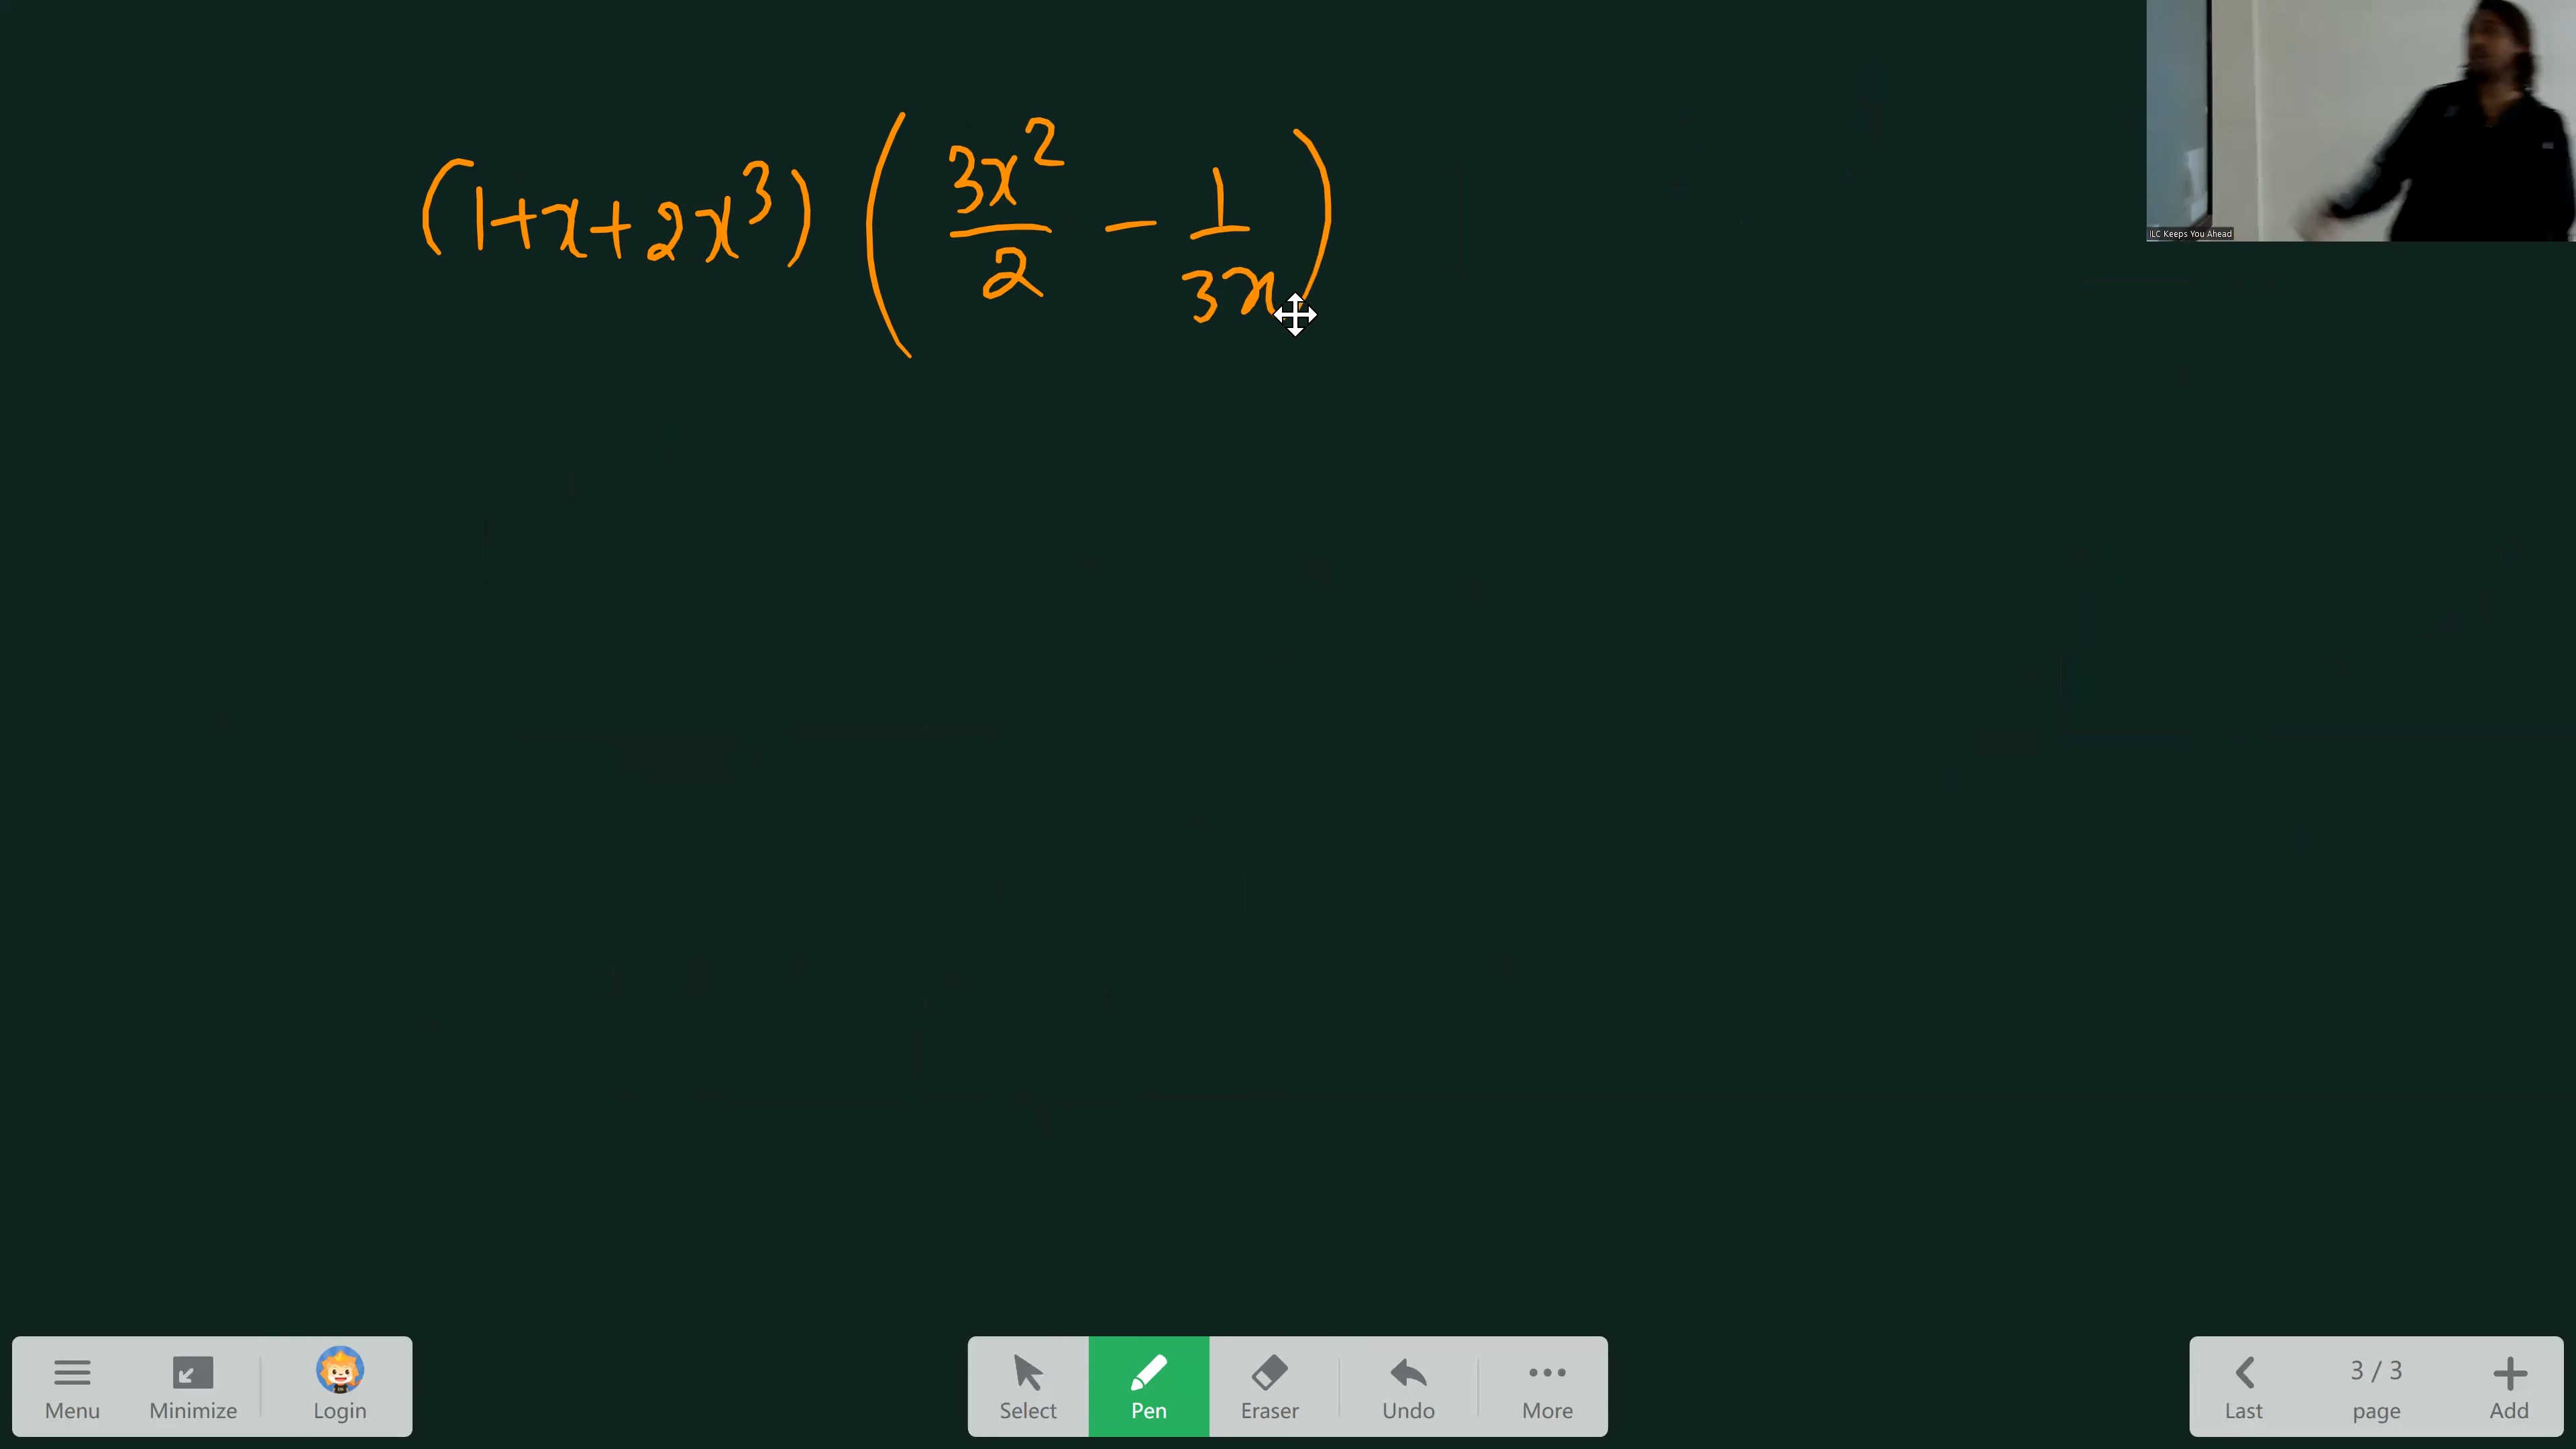 (1+x+2x³) (3x²/2 − 1/3x)
ILC Keeps You Ahead
Menu Minimize Login
Select Pen Eraser Undo More
Last 3 / 3 page Add